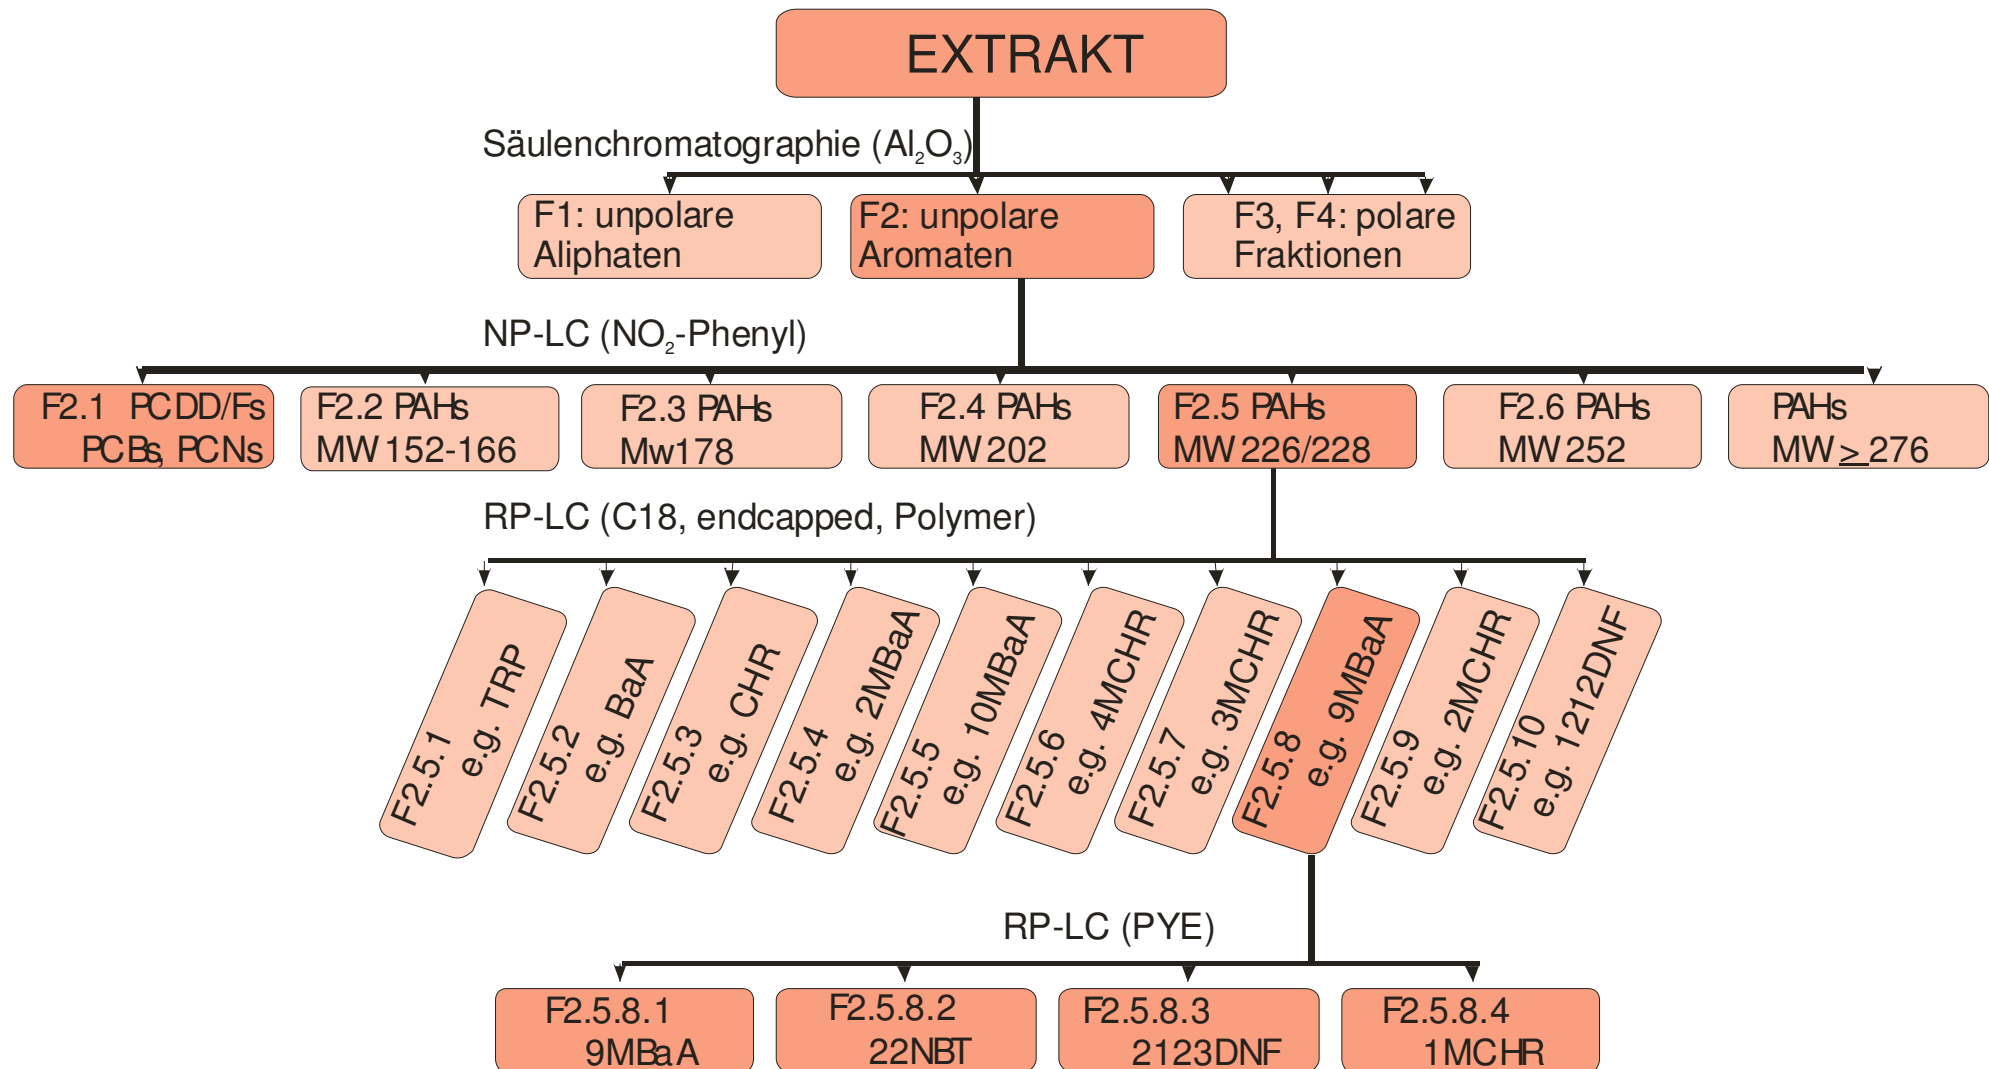 EXTRAKT
Säulenchromatographie (Al₂O₃)
F1: unpolare
Aliphaten
F2: unpolare
Aromaten
F3, F4: polare
Fraktionen
NP-LC (NO₂-Phenyl)
F2.1 PCDD/Fs
PCBs, PCNs
F2.2 PAHs
MW 152-166
F2.3 PAHs
Mw178
F2.4 PAHs
MW 202
F2.5 PAHs
MW 226/228
F2.6 PAHs
MW 252
PAHs
MW ≥ 276
RP-LC (C18, endcapped, Polymer)
F2.5.1
e.g. TRP
F2.5.2
e.g. BaA
F2.5.3
e.g. CHR
F2.5.4
e.g. 2MBaA
F2.5.5
e.g. 10MBaA
F2.5.6
e.g. 4MCHR
F2.5.7
e.g. 3MCHR
F2.5.8
e.g. 9MBaA
F2.5.9
e.g. 2MCHR
F2.5.10
e.g. 1212DNF
RP-LC (PYE)
F2.5.8.1
9MBaA
F2.5.8.2
22NBT
F2.5.8.3
2123DNF
F2.5.8.4
1MCHR